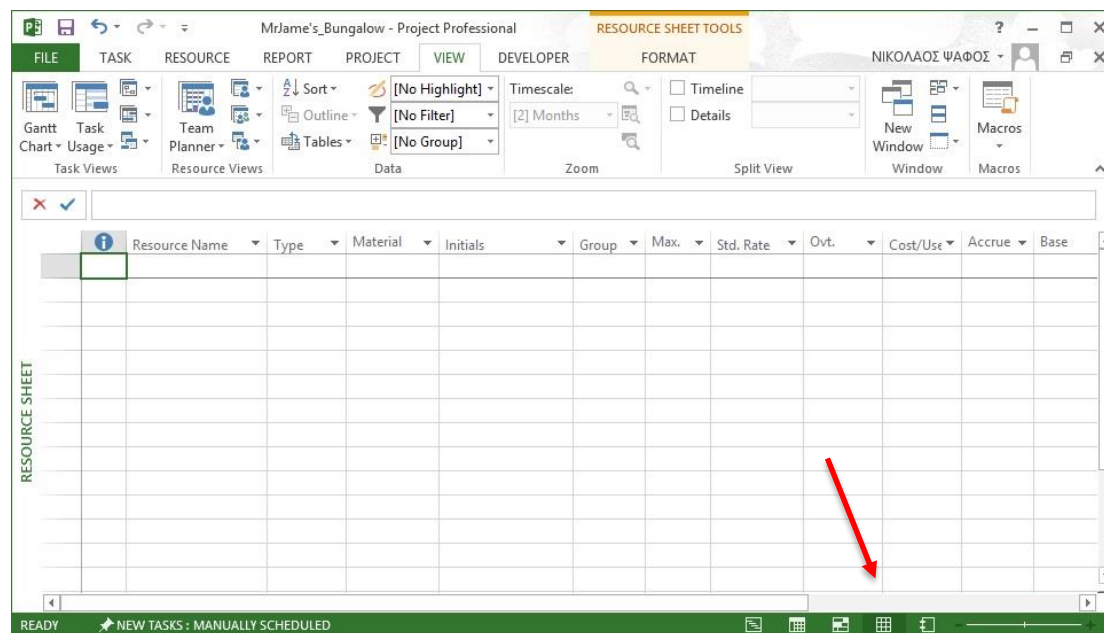 MrJame's_Bungalow - Project Professional
RESOURCE SHEET TOOLS
?
FILE TASK RESOURCE REPORT PROJECT VIEW DEVELOPER FORMAT ΝΙΚΟΛΑΟΣ ΨΑΦΟΣ
Gantt Chart
Task Usage
Task Views
Team Planner
Resource Views
Sort
Outline
Tables
[No Highlight]
[No Filter]
[No Group]
Data
Timescale:
[2] Months
Zoom
Timeline
Details
Split View
New Window
Window
Macros
Macros
Resource Name Type Material Initials Group Max. Std. Rate Ovt. Cost/Use Accrue Base
RESOURCE SHEET
READY NEW TASKS : MANUALLY SCHEDULED